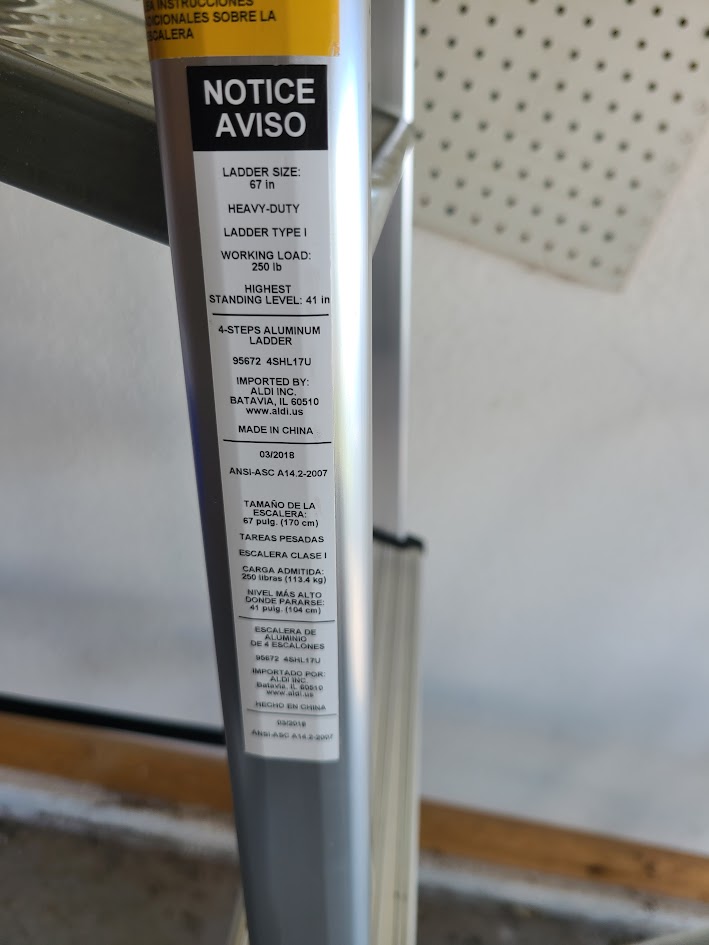 INSTRUCCIONES
ADICIONALES SOBRE LA
ESCALERA
NOTICE
AVISO
LADDER SIZE:
67 in
HEAVY-DUTY
LADDER TYPE I
WORKING LOAD:
250 lb
HIGHEST
STANDING LEVEL: 41 in
4-STEPS ALUMINUM
LADDER
95672 4SHL17U
IMPORTED BY:
ALDI INC.
BATAVIA, IL 60510
www.aldi.us
MADE IN CHINA
03/2018
ANSI-ASC A14.2-2007
TAMAÑO DE LA
ESCALERA:
67 pulg. (170 cm)
TAREAS PESADAS
ESCALERA CLASE I
CARGA ADMITIDA:
250 libras (113.4 kg)
NIVEL MÁS ALTO
DONDE PARARSE:
41 pulg. (104 cm)
ESCALERA DE
ALUMINIO
DE 4 ESCALONES
95672 4SHL17U
IMPORTADO POR:
ALDI INC.
Batavia, IL 60510
www.aldi.us
HECHO EN CHINA
03/2018
ANSI-ASC A14.2-2007